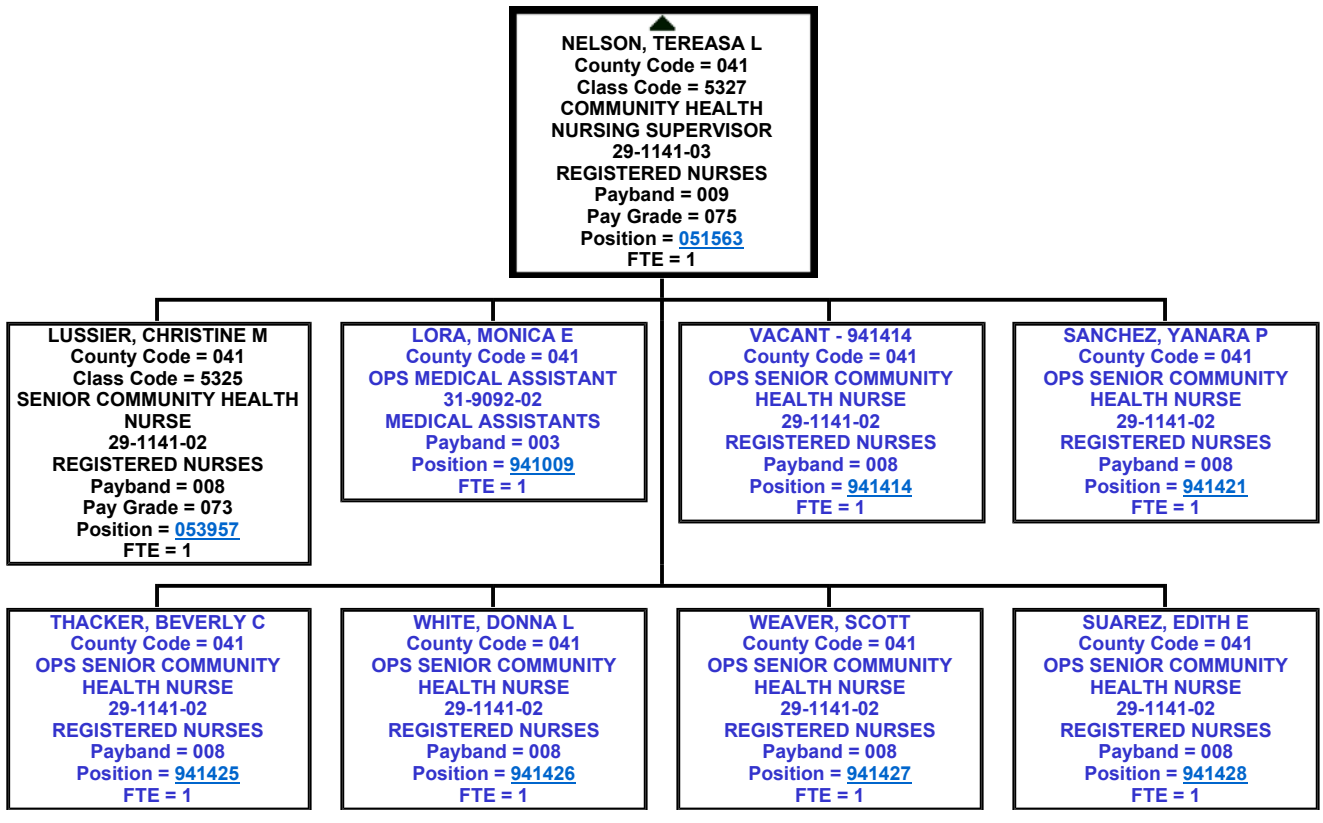 NELSON, TEREASA L
County Code = 041
Class Code = 5327
COMMUNITY HEALTH
NURSING SUPERVISOR
29-1141-03
REGISTERED NURSES
Payband = 009
Pay Grade = 075
Position = 051563
FTE = 1
LUSSIER, CHRISTINE M
County Code = 041
Class Code = 5325
SENIOR COMMUNITY HEALTH
NURSE
29-1141-02
REGISTERED NURSES
Payband = 008
Pay Grade = 073
Position = 053957
FTE = 1
LORA, MONICA E
County Code = 041
OPS MEDICAL ASSISTANT
31-9092-02
MEDICAL ASSISTANTS
Payband = 003
Position = 941009
FTE = 1
VACANT - 941414
County Code = 041
OPS SENIOR COMMUNITY
HEALTH NURSE
29-1141-02
REGISTERED NURSES
Payband = 008
Position = 941414
FTE = 1
SANCHEZ, YANARA P
County Code = 041
OPS SENIOR COMMUNITY
HEALTH NURSE
29-1141-02
REGISTERED NURSES
Payband = 008
Position = 941421
FTE = 1
THACKER, BEVERLY C
County Code = 041
OPS SENIOR COMMUNITY
HEALTH NURSE
29-1141-02
REGISTERED NURSES
Payband = 008
Position = 941425
FTE = 1
WHITE, DONNA L
County Code = 041
OPS SENIOR COMMUNITY
HEALTH NURSE
29-1141-02
REGISTERED NURSES
Payband = 008
Position = 941426
FTE = 1
WEAVER, SCOTT
County Code = 041
OPS SENIOR COMMUNITY
HEALTH NURSE
29-1141-02
REGISTERED NURSES
Payband = 008
Position = 941427
FTE = 1
SUAREZ, EDITH E
County Code = 041
OPS SENIOR COMMUNITY
HEALTH NURSE
29-1141-02
REGISTERED NURSES
Payband = 008
Position = 941428
FTE = 1